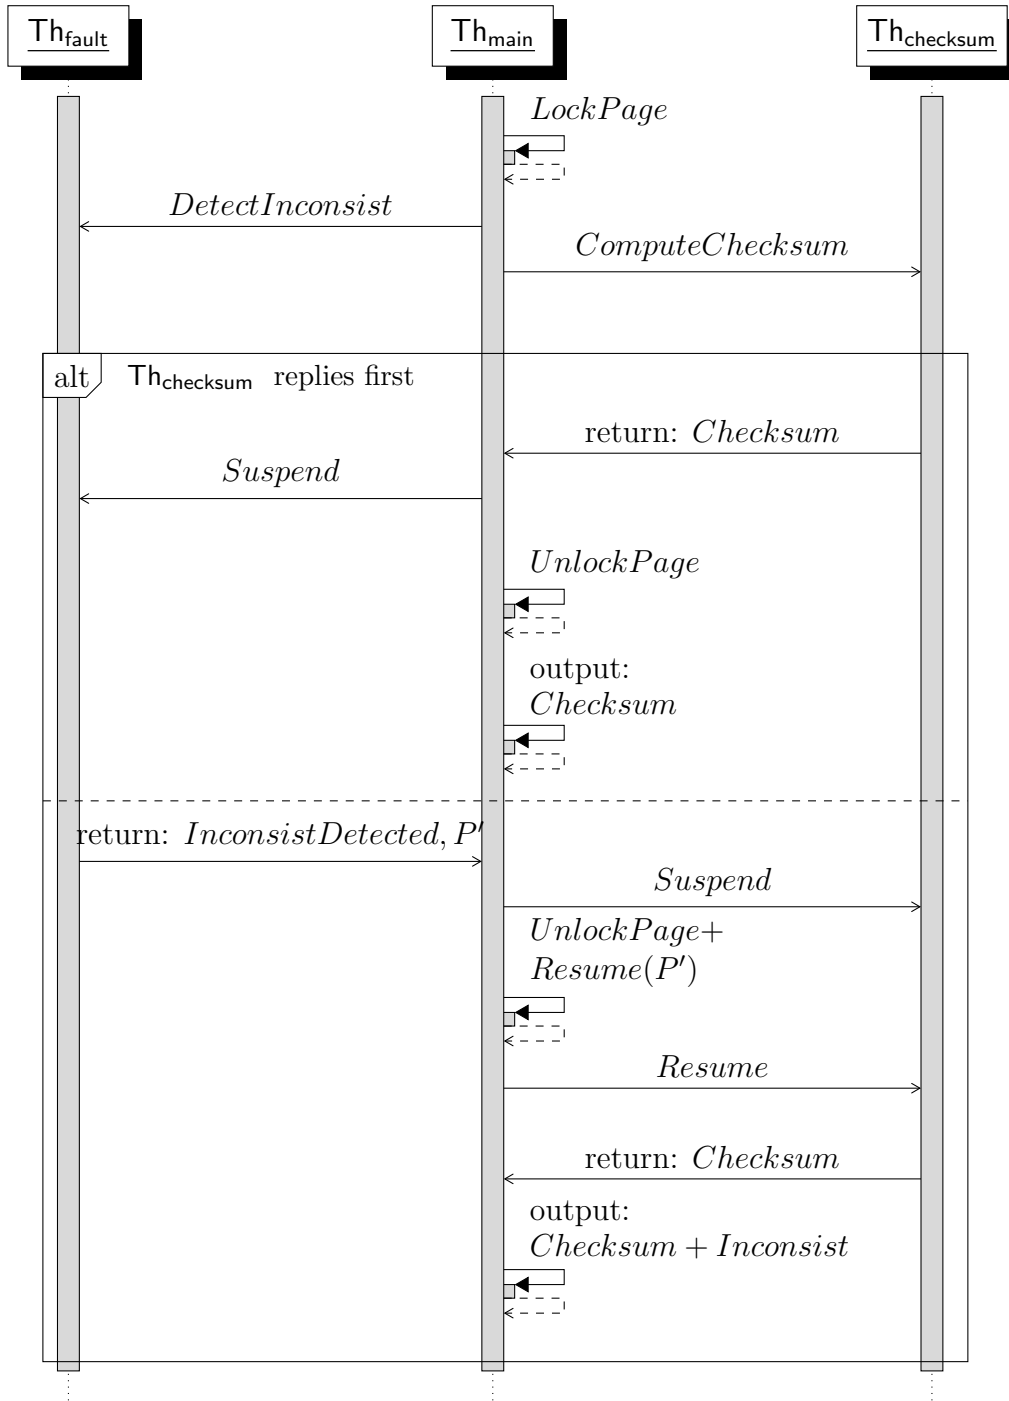 Th_fault
Th_main
Th_checksum
LockPage
DetectInconsist
ComputeChecksum
alt Th_checksum replies first
return: Checksum
Suspend
UnlockPage
output:
Checksum
return: InconsistDetected, P′
Suspend
UnlockPage+
Resume(P′)
Resume
return: Checksum
output:
Checksum + Inconsist